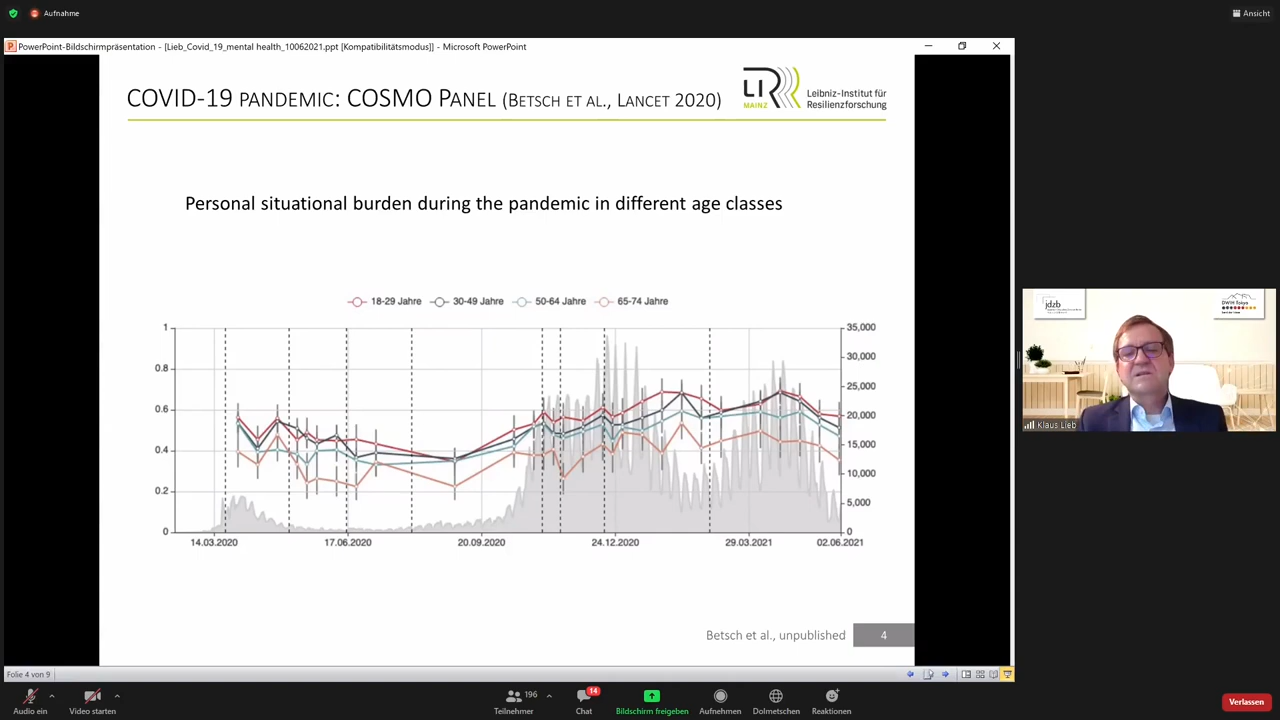 Aufnahme
Ansicht
PowerPoint-Bildschirmpräsentation - [Lieb_Covid_19_mental health_10062021.ppt [Kompatibilitätsmodus]] - Microsoft PowerPoint
COVID-19 PANDEMIC: COSMO PANEL (BETSCH ET AL., LANCET 2020)
LIR
MAINZ
Leibniz-Institut für
Resilienzforschung
Personal situational burden during the pandemic in different age classes
18-29 Jahre 30-49 Jahre 50-64 Jahre 65-74 Jahre
1 35,000
30,000
0.8
25,000
0.6 20,000
15,000
0.4
10,000
0.2
5,000
0 0
14.03.2020 17.06.2020 20.09.2020 24.12.2020 29.03.2021 02.06.2021
jdzb
DWIH Tokyo
Klaus Lieb
Betsch et al., unpublished 4
Folie 4 von 9
196 14
Audio ein Video starten Teilnehmer Chat Bildschirm freigeben Aufnehmen Dolmetschen Reaktionen Verlassen